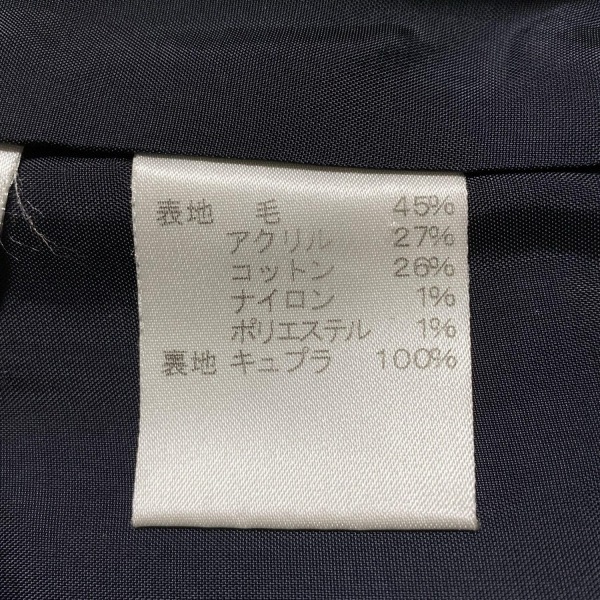 表地 毛 45%
アクリル 27%
コットン 26%
ナイロン 1%
ポリエステル 1%
裏地 キュプラ 100%